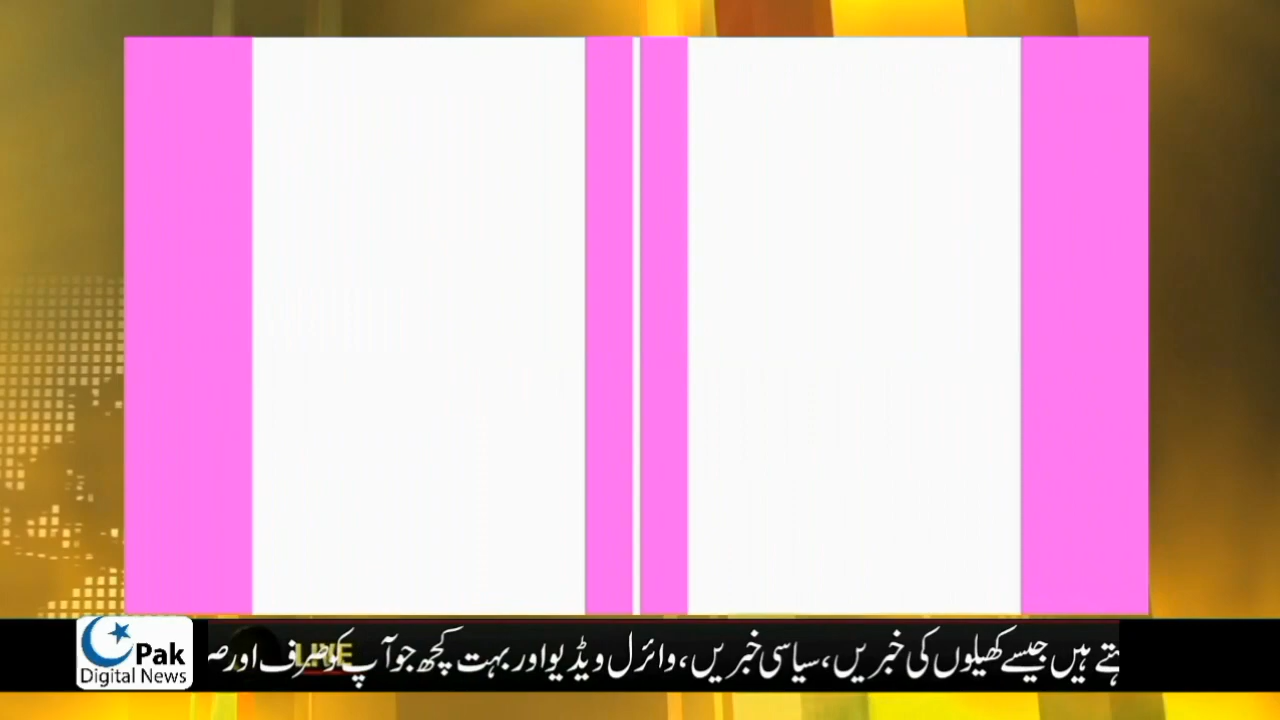 ہتے ہیں جیسے کھیلوں کی خبریں، سیاسی خبریں، وائرل ویڈیو اور بہت کچھ جو آپ کو صرف اور
Pak
Digital News